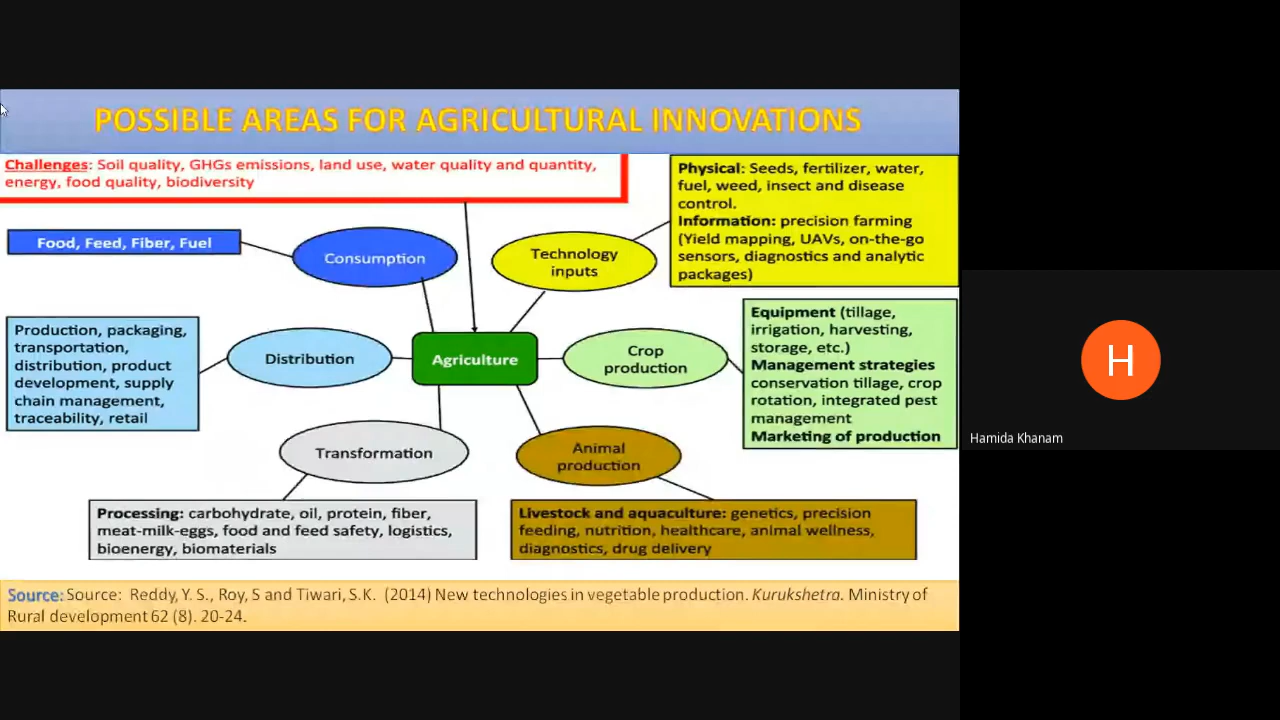 POSSIBLE AREAS FOR AGRICULTURAL INNOVATIONS
Challenges: Soil quality, GHGs emissions, land use, water quality and quantity,
energy, food quality, biodiversity
Physical: Seeds, fertilizer, water,
fuel, weed, insect and disease
control.
Information: precision farming
(Yield mapping, UAVs, on-the-go
sensors, diagnostics and analytic
packages)
Food, Feed, Fiber, Fuel
Consumption
Technology
inputs
Production, packaging,
transportation,
distribution, product
development, supply
chain management,
traceability, retail
Distribution
Agriculture
Crop
production
Equipment (tillage,
irrigation, harvesting,
storage, etc.)
Management strategies
conservation tillage, crop
rotation, integrated pest
management
Marketing of production
Transformation
Animal
production
Processing: carbohydrate, oil, protein, fiber,
meat-milk-eggs, food and feed safety, logistics,
bioenergy, biomaterials
Livestock and aquaculture: genetics, precision
feeding, nutrition, healthcare, animal wellness,
diagnostics, drug delivery
Source: Source: Reddy, Y. S., Roy, S and Tiwari, S.K. (2014) New technologies in vegetable production. Kurukshetra. Ministry of
Rural development 62 (8). 20-24.
H
Hamida Khanam